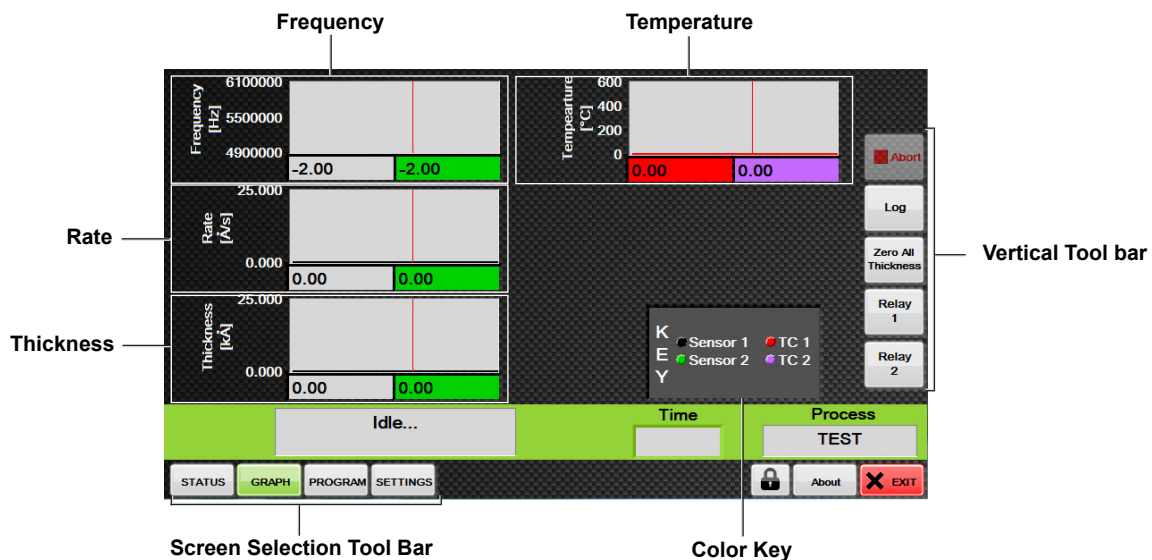 Frequency
Temperature
Frequency
[Hz]
6100000
5500000
4900000
-2.00
-2.00
Tempearture
[°C]
600
400
200
0
0.00
0.00
Rate
Rate
[Å/s]
25.000
0.000
0.00
0.00
Thickness
Thickness
[kÅ]
25.000
0.000
0.00
0.00
KEY
Sensor 1
TC 1
Sensor 2
TC 2
Abort
Log
Zero All
Thickness
Relay
1
Relay
2
Vertical Tool bar
Idle...
Time
Process
TEST
STATUS
GRAPH
PROGRAM
SETTINGS
About
EXIT
Screen Selection Tool Bar
Color Key